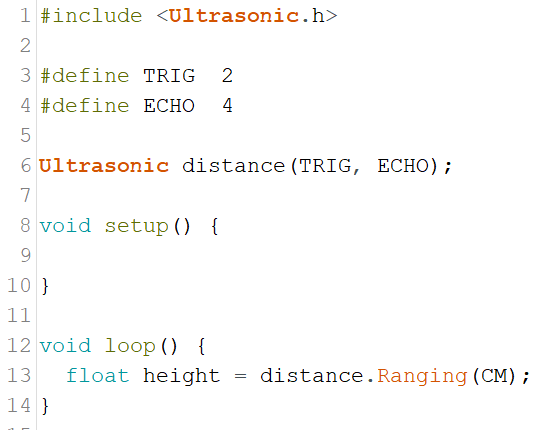 1 #include <Ultrasonic.h>
2
3 #define TRIG  2
4 #define ECHO  4
5
6 Ultrasonic distance(TRIG, ECHO);
7
8 void setup() {
9
10 }
11
12 void loop() {
13   float height = distance.Ranging(CM);
14 }